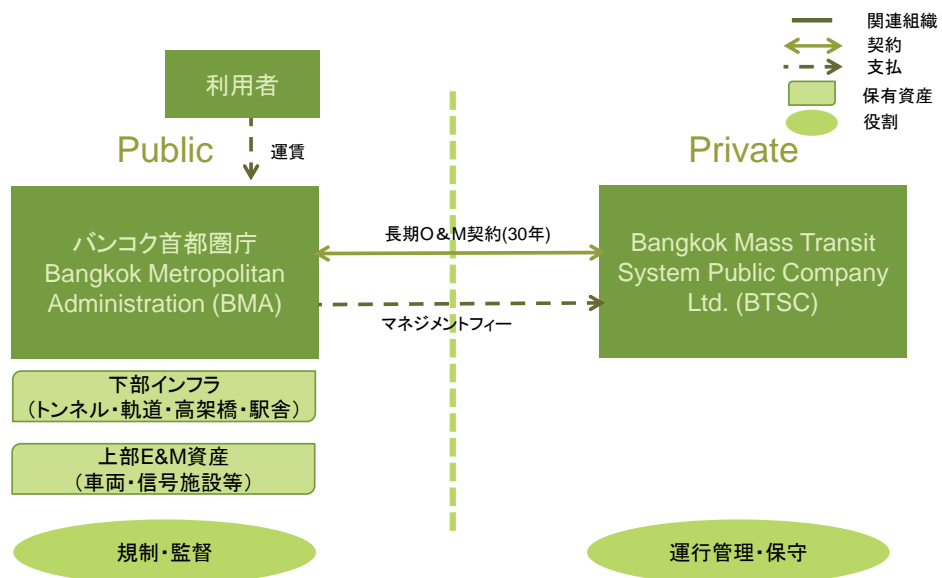 関連組織
契約
支払
保有資産
役割
利用者
Public
運賃
Private
バンコク首都圏庁
Bangkok Metropolitan
Administration (BMA)
長期O&M契約(30年)
マネジメントフィー
Bangkok Mass Transit
System Public Company
Ltd. (BTSC)
下部インフラ
(トンネル・軌道・高架橋・駅舎)
上部E&M資産
(車両・信号施設等)
規制・監督
運行管理・保守